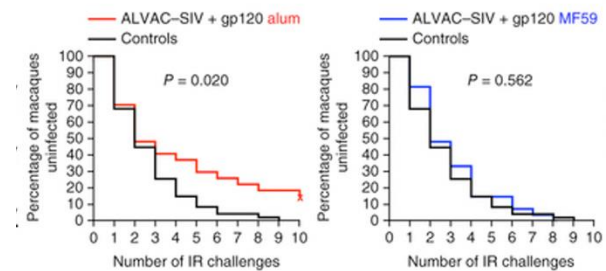 ALVAC–SIV + gp120 alum
Controls
P = 0.020
Percentage of macaques
uninfected
100
90
80
70
60
50
40
30
20
10
0
0 1 2 3 4 5 6 7 8 9 10
Number of IR challenges
ALVAC–SIV + gp120 MF59
Controls
P = 0.562
Percentage of macaques
uninfected
100
90
80
70
60
50
40
30
20
10
0
0 1 2 3 4 5 6 7 8 9 10
Number of IR challenges